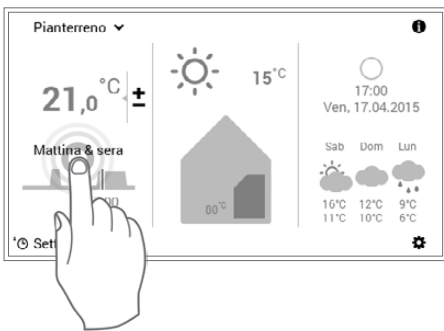 Pianterreno
21,0 °C ±
Mattina & sera
15°C
00°C
17:00
Ven, 17.04.2015
Sab Dom Lun
16°C 12°C 9°C
11°C 10°C 6°C